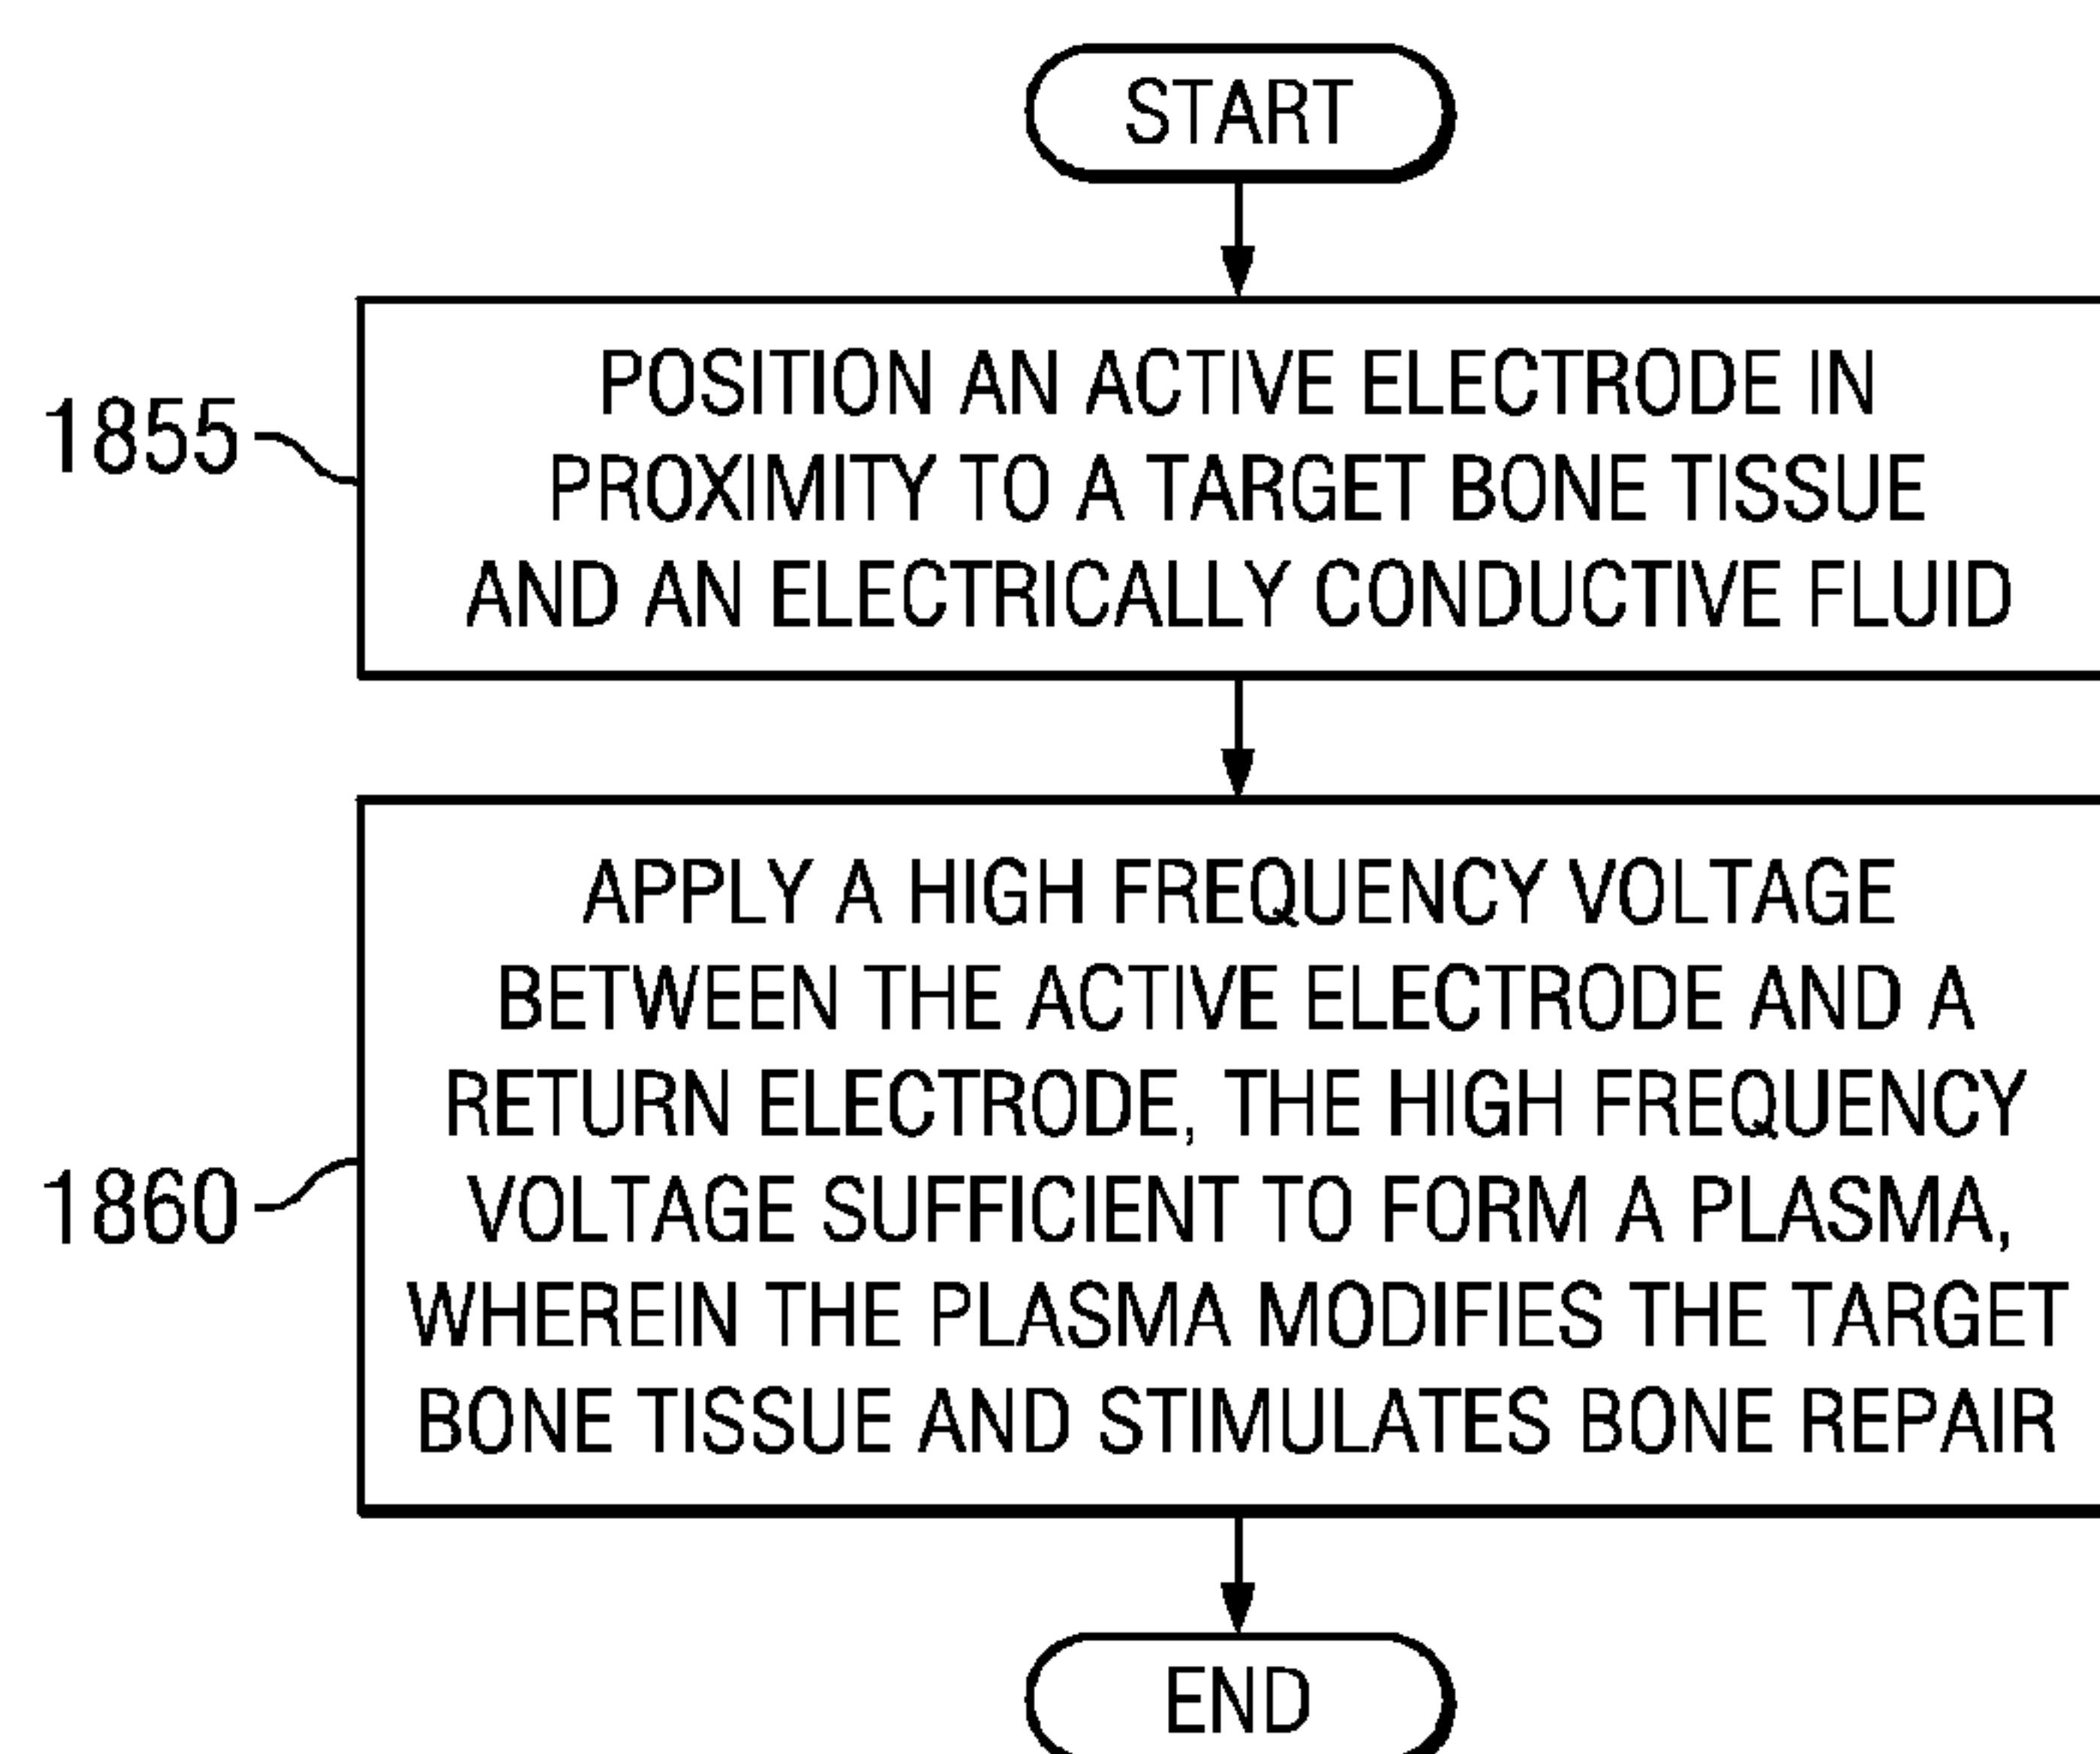 START
1855
POSITION AN ACTIVE ELECTRODE IN
PROXIMITY TO A TARGET BONE TISSUE
AND AN ELECTRICALLY CONDUCTIVE FLUID
1860
APPLY A HIGH FREQUENCY VOLTAGE
BETWEEN THE ACTIVE ELECTRODE AND A
RETURN ELECTRODE, THE HIGH FREQUENCY
VOLTAGE SUFFICIENT TO FORM A PLASMA,
WHEREIN THE PLASMA MODIFIES THE TARGET
BONE TISSUE AND STIMULATES BONE REPAIR
END